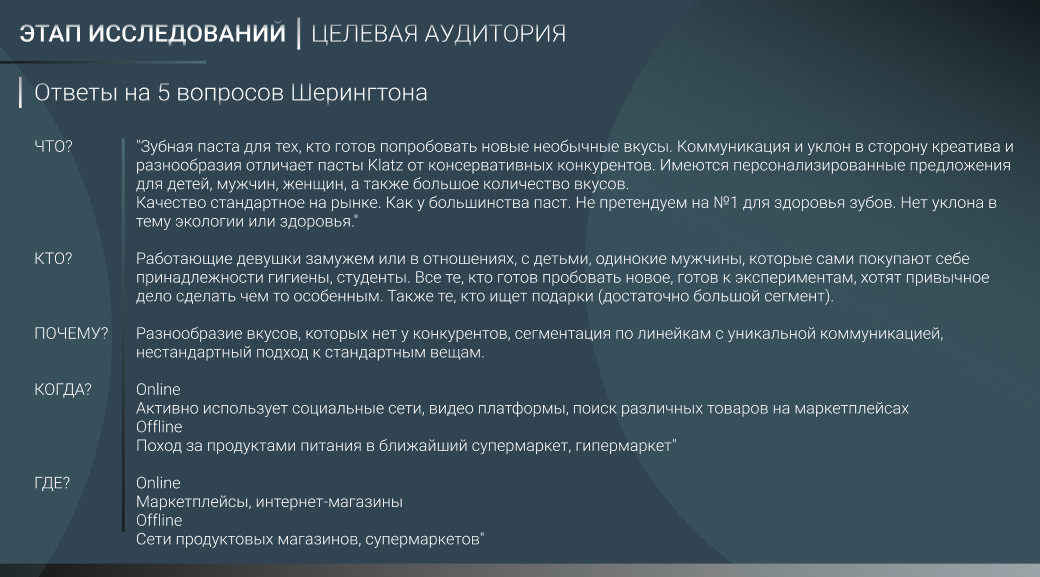 ЭТАП ИССЛЕДОВАНИЙ | ЦЕЛЕВАЯ АУДИТОРИЯ
Ответы на 5 вопросов Шерингтона
ЧТО?
"Зубная паста для тех, кто готов попробовать новые необычные вкусы. Коммуникация и уклон в сторону креатива и
разнообразия отличает пасты Klatz от консервативных конкурентов. Имеются персонализированные предложения
для детей, мужчин, женщин, а также большое количество вкусов.
Качество стандартное на рынке. Как у большинства паст. Не претендуем на №1 для здоровья зубов. Нет уклона в
тему экологии или здоровья."
КТО?
Работающие девушки замужем или в отношениях, с детьми, одинокие мужчины, которые сами покупают себе
принадлежности гигиены, студенты. Все те, кто готов пробовать новое, готов к экспериментам, хотят привычное
дело сделать чем то особенным. Также те, кто ищет подарки (достаточно большой сегмент).
ПОЧЕМУ?
Разнообразие вкусов, которых нет у конкурентов, сегментация по линейкам с уникальной коммуникацией,
нестандартный подход к стандартным вещам.
КОГДА?
Online
Активно использует социальные сети, видео платформы, поиск различных товаров на маркетплейсах
Offline
Поход за продуктами питания в ближайший супермаркет, гипермаркет"
ГДЕ?
Online
Маркетплейсы, интернет-магазины
Offline
Сети продуктовых магазинов, супермаркетов"